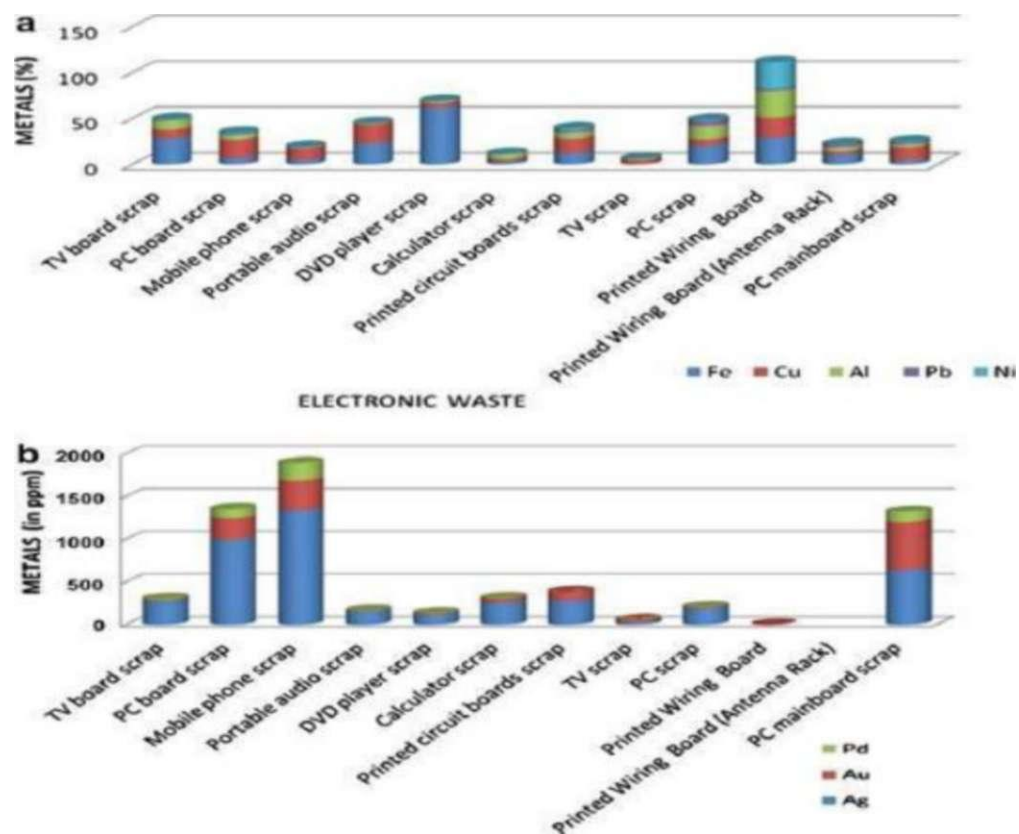 a
METALS (%)
150
100
50
0
TV board scrap
PC board scrap
Mobile phone scrap
Portable audio scrap
DVD player scrap
Calculator scrap
Printed circuit boards scrap
TV scrap
PC scrap
Printed Wiring Board
Printed Wiring Board (Antenna Rack)
PC mainboard scrap
Fe Cu Al Pb Ni
ELECTRONIC WASTE
b
METALS (in ppm)
2000
1500
1000
500
0
TV board scrap
PC board scrap
Mobile phone scrap
Portable audio scrap
DVD player scrap
Calculator scrap
Printed circuit boards scrap
TV scrap
PC scrap
Printed Wiring Board
Printed Wiring Board (Antenna Rack)
PC mainboard scrap
Pd
Au
Ag